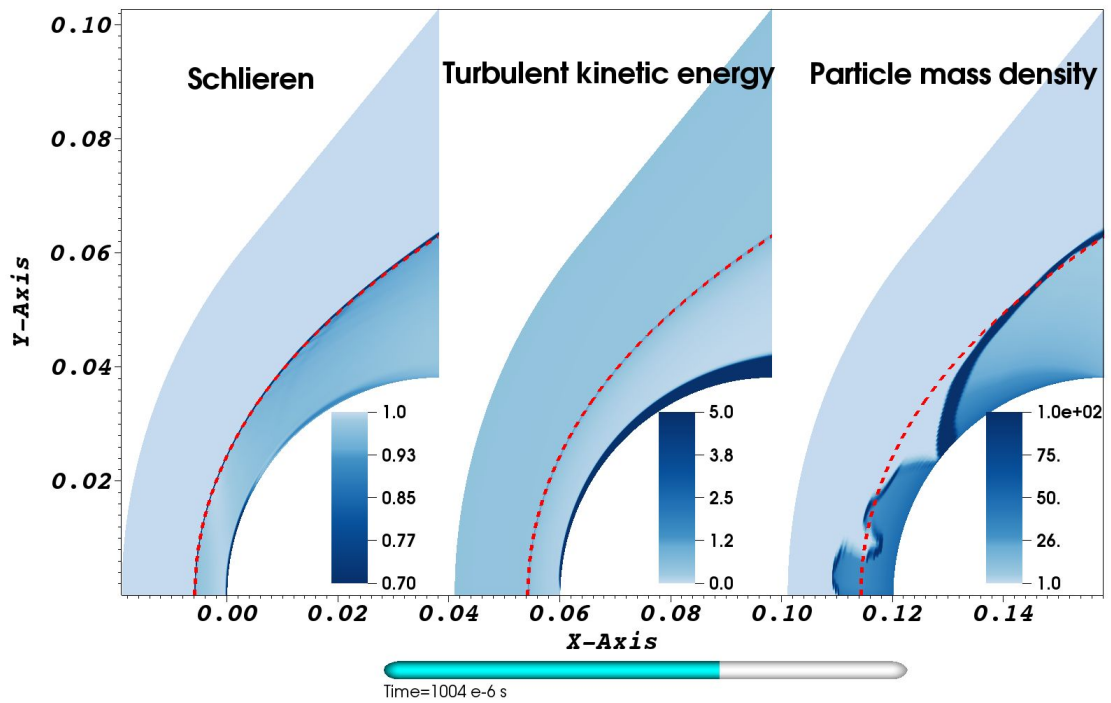 Schlieren
Turbulent kinetic energy
Particle mass density
Y-Axis
0.10
0.08
0.06
0.04
0.02
1.0
0.93
0.85
0.77
0.70
5.0
3.8
2.5
1.2
0.0
1.0e+02
75.
50.
26.
1.0
0.00 0.02 0.04 0.06 0.08 0.10 0.12 0.14
X-Axis
Time=1004 e-6 s